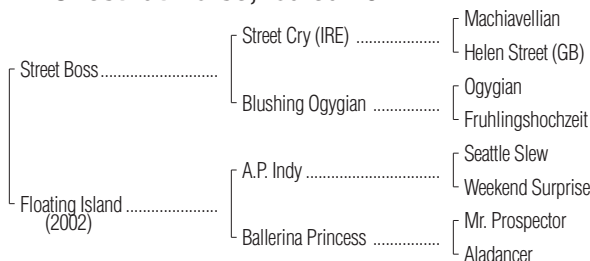 Machiavellian
Street Cry (IRE) ....................
Helen Street (GB)
Street Boss............................
Ogygian
Blushing Ogygian ................
Fruhlingshochzeit
Seattle Slew
A.P. Indy ................................
Weekend Surprise
Floating Island ......................
(2002)
Mr. Prospector
Ballerina Princess ................
Aladancer